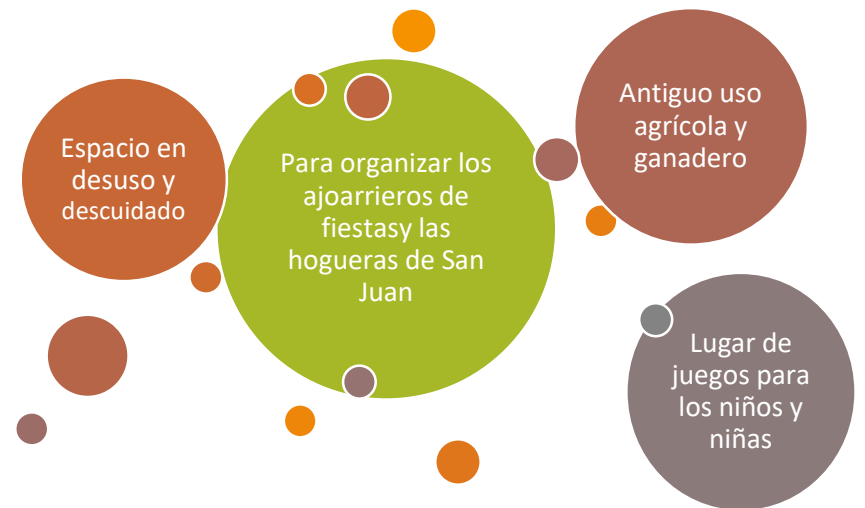 Espacio en
desuso y
descuidado
Para organizar los
ajoarrieros de
fiestasy las
hogueras de San
Juan
Antiguo uso
agrícola y
ganadero
Lugar de
juegos para
los niños y
niñas